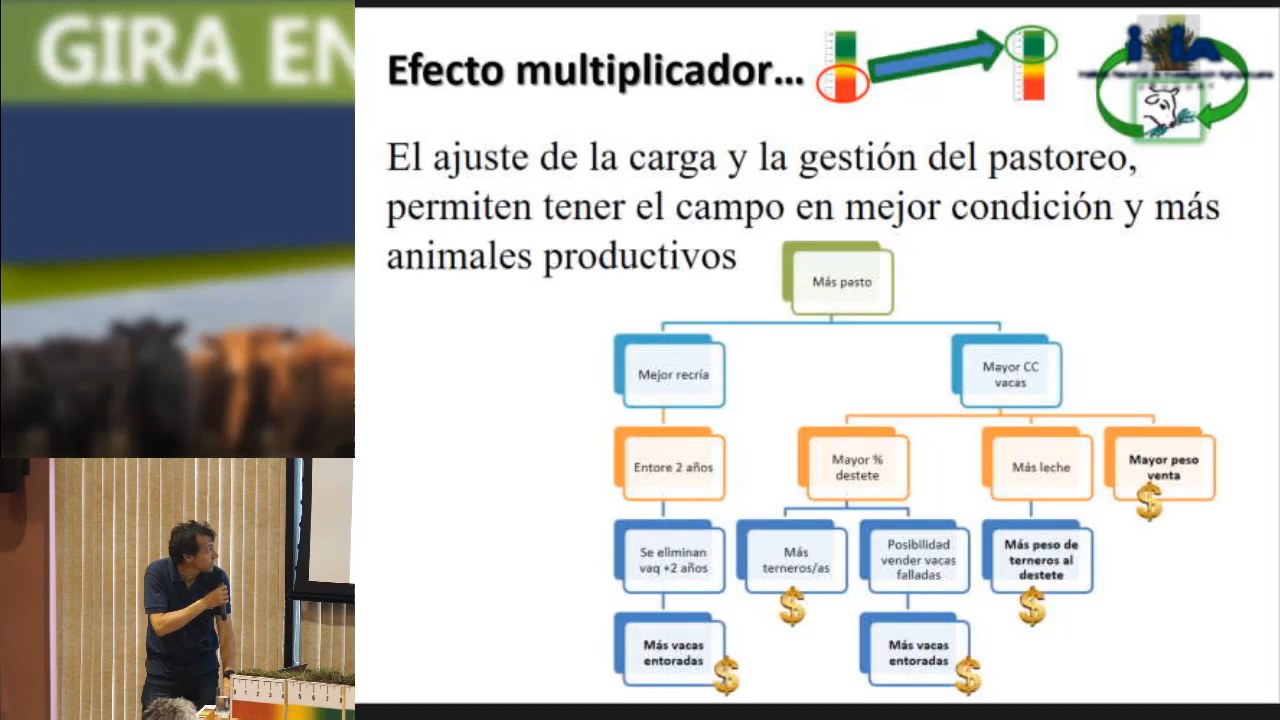 GIRA EN
Efecto multiplicador...
El ajuste de la carga y la gestión del pastoreo,
permiten tener el campo en mejor condición y más
animales productivos
Más pasto
Mejor recría
Mayor CC
vacas
Entore 2 años
Mayor %
destete
Más leche
Mayor peso
venta
$
Se eliminan
vaq +2 años
Más
terneros/as
$
Posibilidad
vender vacas
falladas
Más peso de
terneros al
destete
$
Más vacas
entoradas
$
Más vacas
entoradas
$